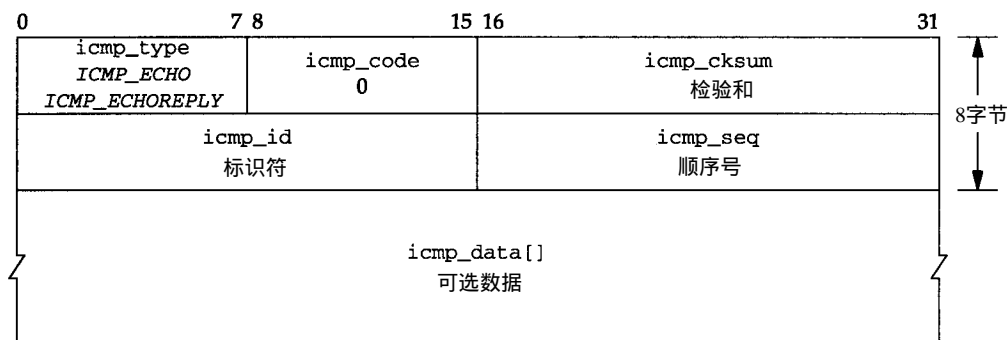 0 7 8 15 16 31
icmp_type
ICMP_ECHO
ICMP_ECHOREPLY
icmp_code
0
icmp_cksum
检验和
8字节
icmp_id
标识符
icmp_seq
顺序号
icmp_data[]
可选数据